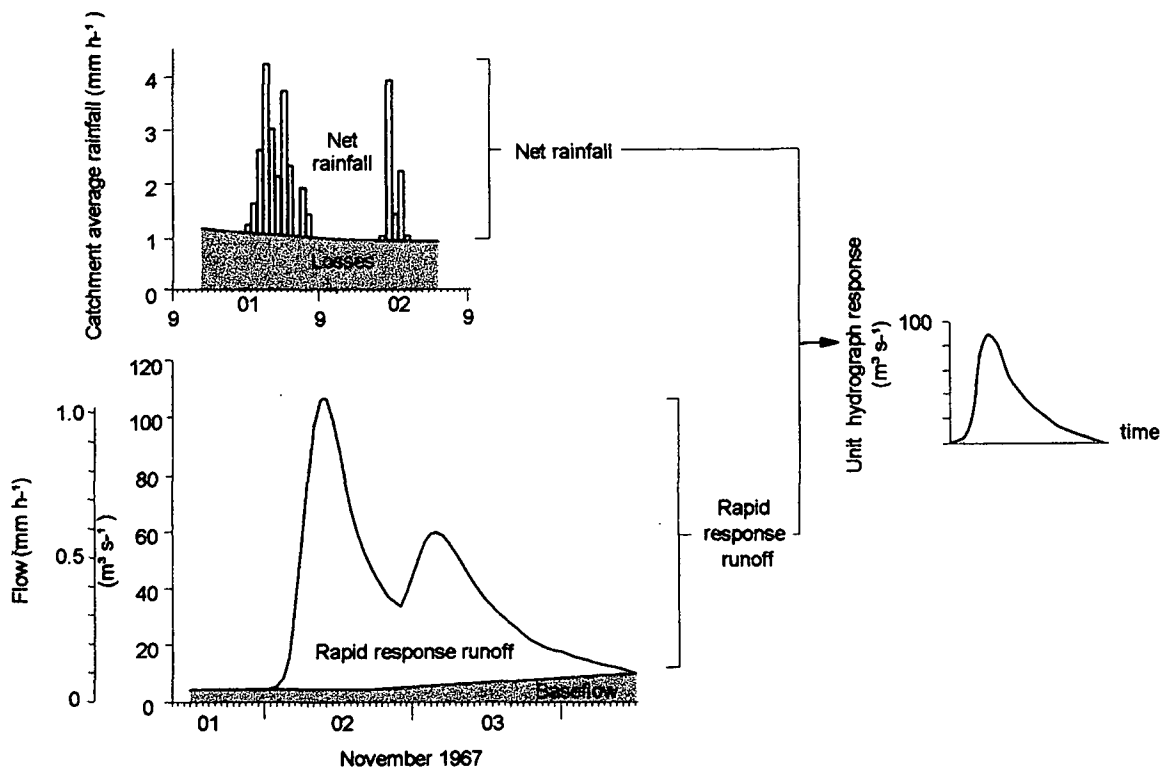 Catchment average rainfall (mm h-¹)
4
3
2
1
0
Net
rainfall
Losses
01
02
9
9
9
Net rainfall
Flow (mm h-¹)
1.0
0.5
0
(m³ s-¹)
120
100
80
60
40
20
0
Rapid response runoff
Baseflow
01
02
03
November 1967
Rapid
response
runoff
Unit hydrograph response
(m³ s-¹)
100
time